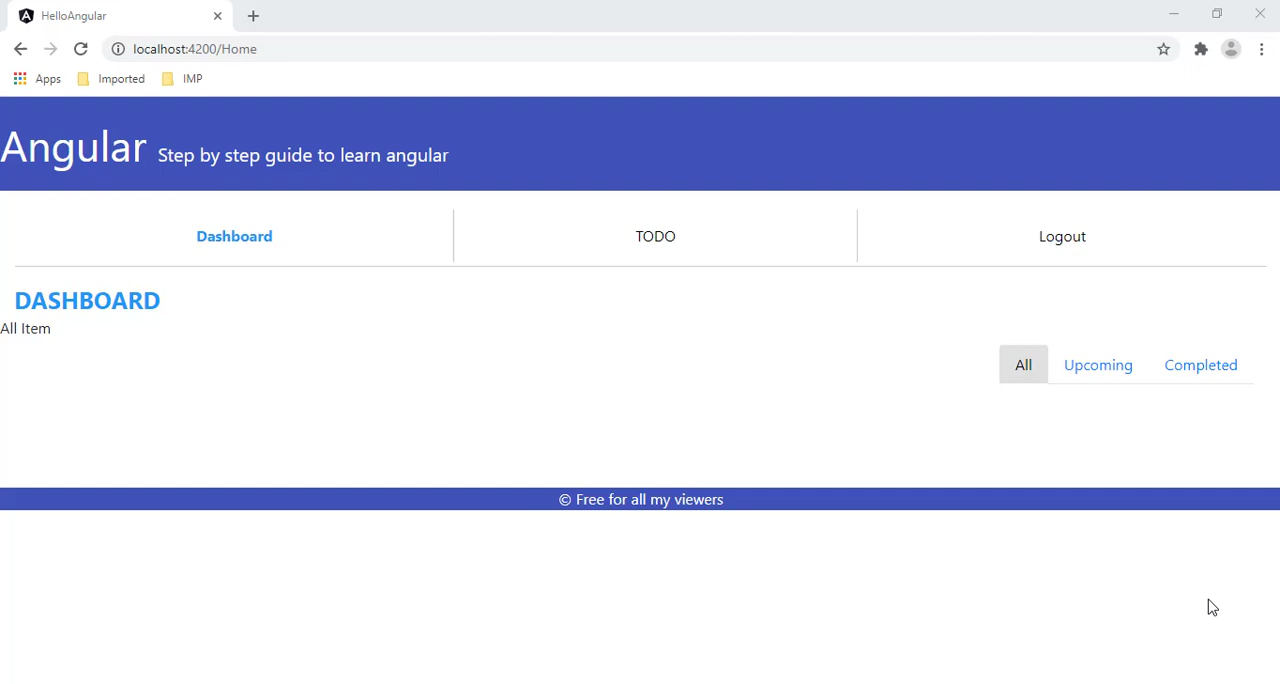 HelloAngular
localhost:4200/Home
Apps Imported IMP
Angular Step by step guide to learn angular
Dashboard TODO Logout
DASHBOARD
All Item
All Upcoming Completed
© Free for all my viewers